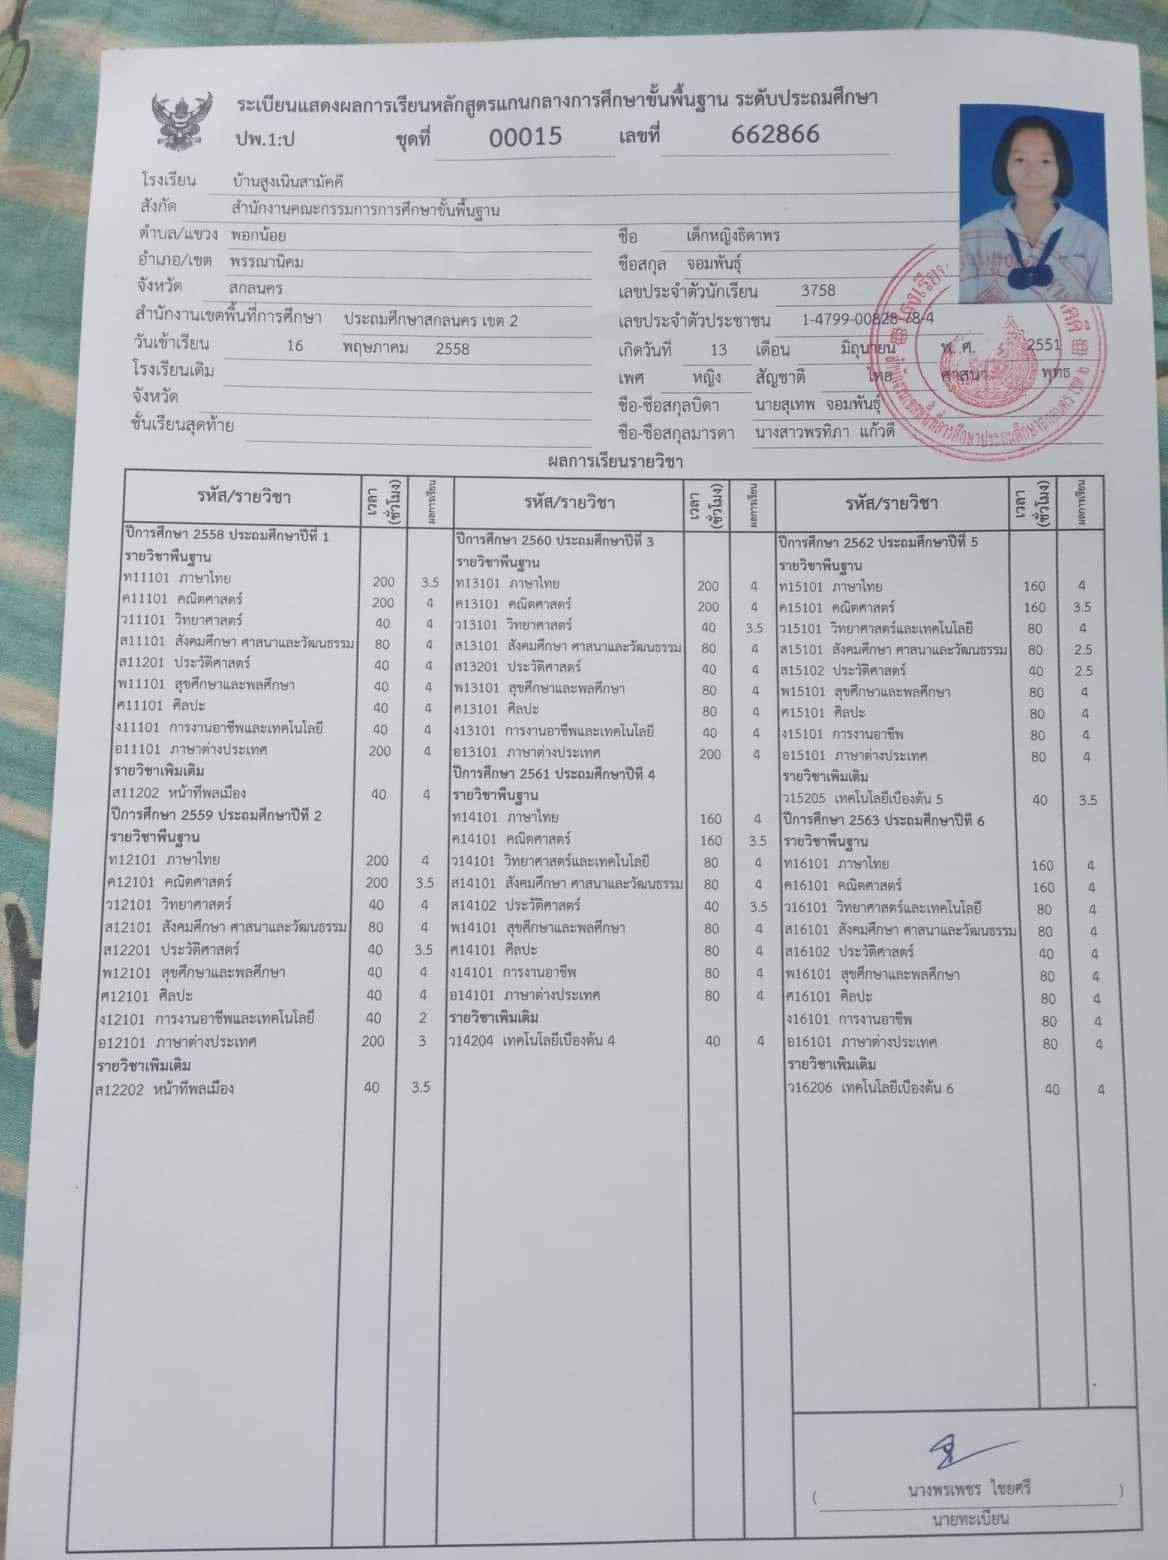 ระเบียนแสดงผลการเรียนหลักสูตรแกนกลางการศึกษาขั้นพื้นฐาน ระดับประถมศึกษา
ปพ.1:ป ชุดที่ 00015 เลขที่ 662866
โรงเรียน บ้านสูงเนินสามัคคี
สังกัด สำนักงานคณะกรรมการการศึกษาขั้นพื้นฐาน
ตำบล/แขวง พอกน้อย
อำเภอ/เขต พรรณานิคม
จังหวัด สกลนคร
สำนักงานเขตพื้นที่การศึกษา ประถมศึกษาสกลนคร เขต 2
วันเข้าเรียน 16 พฤษภาคม 2558
โรงเรียนเดิม
จังหวัด
ชั้นเรียนสุดท้าย
ชื่อ เด็กหญิงธิดาพร
ชื่อสกุล จอมพันธุ์
เลขประจำตัวนักเรียน 3758
เลขประจำตัวประชาชน 1-4799-00828-78-4
เกิดวันที่ 13 เดือน มิถุนายน พ.ศ. 2551
เพศ หญิง สัญชาติ ไทย ศาสนา พุทธ
ชื่อ-ชื่อสกุลบิดา นายสุเทพ จอมพันธุ์
ชื่อ-ชื่อสกุลมารดา นางสาวพรทิภา แก้วดี
ผลการเรียนรายวิชา
รหัส/รายวิชา เวลา (ชั่วโมง) ผลการเรียน
ปีการศึกษา 2558 ประถมศึกษาปีที่ 1
รายวิชาพื้นฐาน
ท11101 ภาษาไทย 200 3.5
ค11101 คณิตศาสตร์ 200 4
ว11101 วิทยาศาสตร์ 40 4
ส11101 สังคมศึกษา ศาสนาและวัฒนธรรม 80 4
ส11201 ประวัติศาสตร์ 40 4
พ11101 สุขศึกษาและพลศึกษา 40 4
ศ11101 ศิลปะ 40 4
ง11101 การงานอาชีพและเทคโนโลยี 40 4
อ11101 ภาษาต่างประเทศ 200 4
รายวิชาเพิ่มเติม
ส11202 หน้าที่พลเมือง 40 4
ปีการศึกษา 2559 ประถมศึกษาปีที่ 2
รายวิชาพื้นฐาน
ท12101 ภาษาไทย 200 4
ค12101 คณิตศาสตร์ 200 3.5
ว12101 วิทยาศาสตร์ 40 4
ส12101 สังคมศึกษา ศาสนาและวัฒนธรรม 80 4
ส12201 ประวัติศาสตร์ 40 3.5
พ12101 สุขศึกษาและพลศึกษา 40 4
ศ12101 ศิลปะ 40 4
ง12101 การงานอาชีพและเทคโนโลยี 40 2
อ12101 ภาษาต่างประเทศ 200 3
รายวิชาเพิ่มเติม
ส12202 หน้าที่พลเมือง 40 3.5
รหัส/รายวิชา เวลา (ชั่วโมง) ผลการเรียน
ปีการศึกษา 2560 ประถมศึกษาปีที่ 3
รายวิชาพื้นฐาน
ท13101 ภาษาไทย 200 4
ค13101 คณิตศาสตร์ 200 4
ว13101 วิทยาศาสตร์ 40 3.5
ส13101 สังคมศึกษา ศาสนาและวัฒนธรรม 80 4
ส13201 ประวัติศาสตร์ 40 4
พ13101 สุขศึกษาและพลศึกษา 80 4
ศ13101 ศิลปะ 80 4
ง13101 การงานอาชีพและเทคโนโลยี 40 4
อ13101 ภาษาต่างประเทศ 200 4
ปีการศึกษา 2561 ประถมศึกษาปีที่ 4
รายวิชาพื้นฐาน
ท14101 ภาษาไทย 160 4
ค14101 คณิตศาสตร์ 160 3.5
ว14101 วิทยาศาสตร์และเทคโนโลยี 80 4
ส14101 สังคมศึกษา ศาสนาและวัฒนธรรม 80 4
ส14102 ประวัติศาสตร์ 40 3.5
พ14101 สุขศึกษาและพลศึกษา 80 4
ศ14101 ศิลปะ 80 4
ง14101 การงานอาชีพ 80 4
อ14101 ภาษาต่างประเทศ 80 4
รายวิชาเพิ่มเติม
ว14204 เทคโนโลยีเบื้องต้น 4 40 4
รหัส/รายวิชา เวลา (ชั่วโมง) ผลการเรียน
ปีการศึกษา 2562 ประถมศึกษาปีที่ 5
รายวิชาพื้นฐาน
ท15101 ภาษาไทย 160 4
ค15101 คณิตศาสตร์ 160 3.5
ว15101 วิทยาศาสตร์และเทคโนโลยี 80 4
ส15101 สังคมศึกษา ศาสนาและวัฒนธรรม 80 2.5
ส15102 ประวัติศาสตร์ 40 2.5
พ15101 สุขศึกษาและพลศึกษา 80 4
ศ15101 ศิลปะ 80 4
ง15101 การงานอาชีพ 80 4
อ15101 ภาษาต่างประเทศ 80 4
รายวิชาเพิ่มเติม
ว15205 เทคโนโลยีเบื้องต้น 5 40 3.5
ปีการศึกษา 2563 ประถมศึกษาปีที่ 6
รายวิชาพื้นฐาน
ท16101 ภาษาไทย 160 4
ค16101 คณิตศาสตร์ 160 4
ว16101 วิทยาศาสตร์และเทคโนโลยี 80 4
ส16101 สังคมศึกษา ศาสนาและวัฒนธรรม 80 4
ส16102 ประวัติศาสตร์ 40 4
พ16101 สุขศึกษาและพลศึกษา 80 4
ศ16101 ศิลปะ 80 4
ง16101 การงานอาชีพ 80 4
อ16101 ภาษาต่างประเทศ 80 4
รายวิชาเพิ่มเติม
ว16206 เทคโนโลยีเบื้องต้น 6 40 4
( นางพรเพชร ไชยศรี )
นายทะเบียน